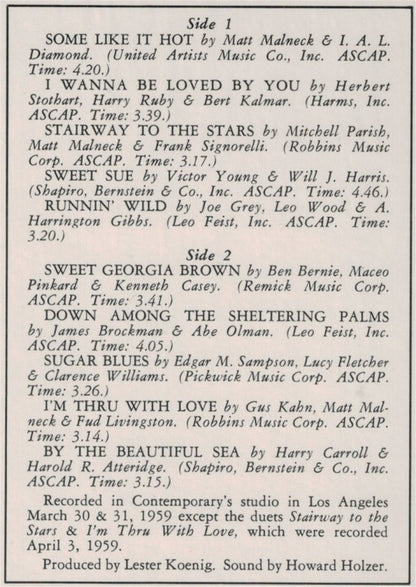 Side 1
SOME LIKE IT HOT by Matt Malneck & I. A. L.
Diamond. (United Artists Music Co., Inc. ASCAP.
Time: 4.20.)
I WANNA BE LOVED BY YOU by Herbert
Stothart, Harry Ruby & Bert Kalmar. (Harms, Inc.
ASCAP. Time: 3.39.)
STAIRWAY TO THE STARS by Mitchell Parish,
Matt Malneck & Frank Signorelli. (Robbins Music
Corp. ASCAP. Time: 3.17.)
SWEET SUE by Victor Young & Will J. Harris.
(Shapiro, Bernstein & Co., Inc. ASCAP. Time: 4.46.)
RUNNIN' WILD by Joe Grey, Leo Wood & A.
Harrington Gibbs. (Leo Feist, Inc. ASCAP. Time:
3.20.)
Side 2
SWEET GEORGIA BROWN by Ben Bernie, Maceo
Pinkard & Kenneth Casey. (Remick Music Corp.
ASCAP. Time: 3.41.)
DOWN AMONG THE SHELTERING PALMS
by James Brockman & Abe Olman. (Leo Feist, Inc.
ASCAP. Time: 4.05.)
SUGAR BLUES by Edgar M. Sampson, Lucy Fletcher
& Clarence Williams. (Pickwick Music Corp. ASCAP.
Time: 3.26.)
I'M THRU WITH LOVE by Gus Kahn, Matt Mal-
neck & Fud Livingston. (Robbins Music Corp. ASCAP.
Time: 3.14.)
BY THE BEAUTIFUL SEA by Harry Carroll &
Harold R. Atteridge. (Shapiro, Bernstein & Co., Inc.
ASCAP. Time: 3.15.)
Recorded in Contemporary's studio in Los Angeles
March 30 & 31, 1959 except the duets Stairway to the
Stars & I'm Thru With Love, which were recorded
April 3, 1959.
Produced by Lester Koenig. Sound by Howard Holzer.